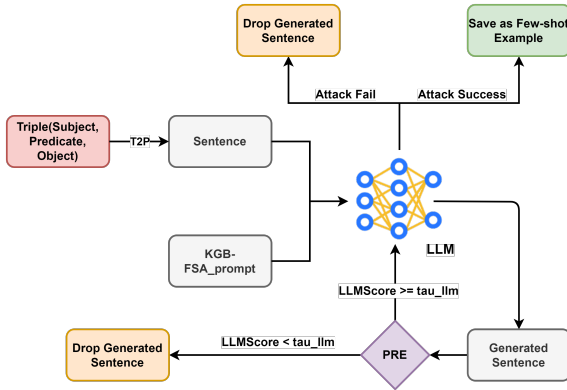 Drop Generated
Sentence
Save as Few-shot
Example
Attack Fail
Attack Success
Triple(Subject,
Predicate,
Object)
T2P
Sentence
KGB-
FSA_prompt
LLM
LLMScore >= tau_llm
LLMScore < tau_llm
Drop Generated
Sentence
PRE
Generated
Sentence